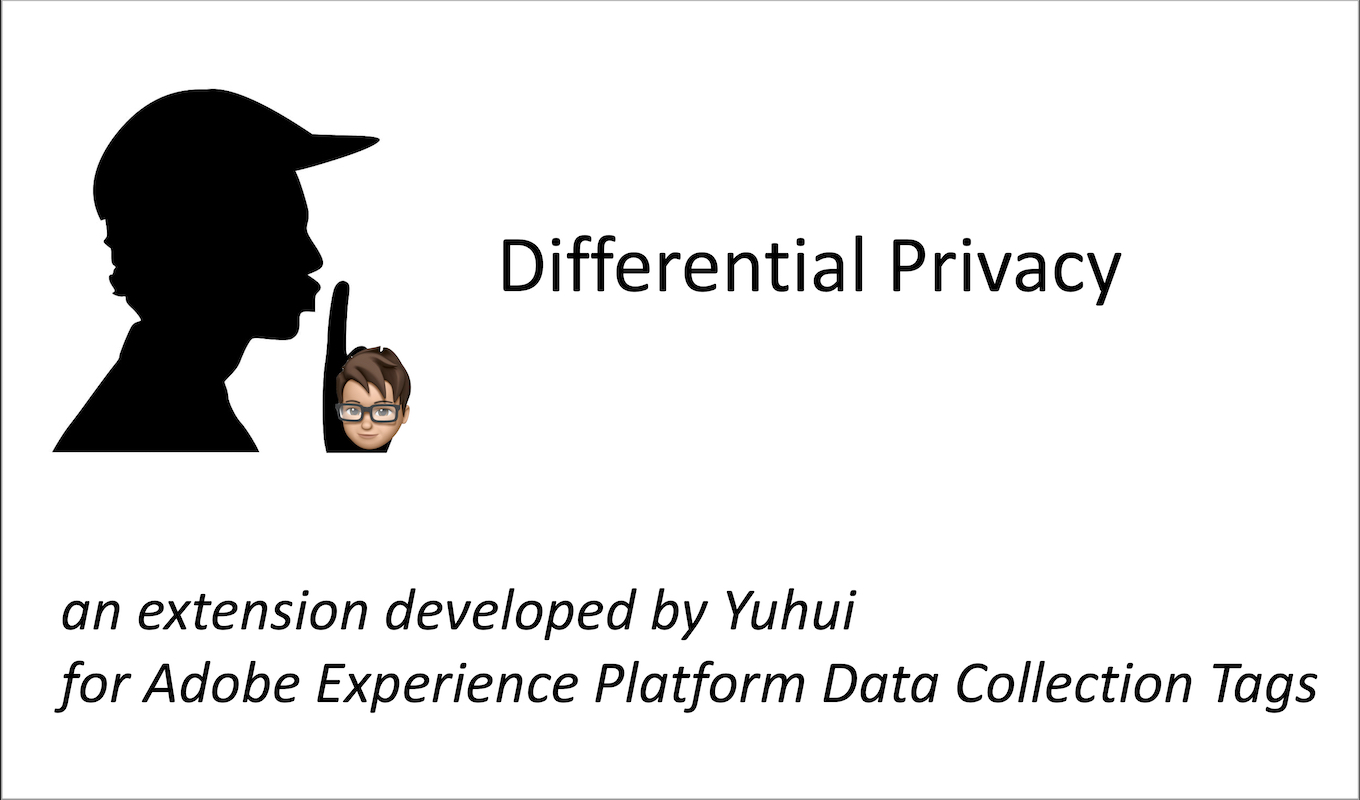 Differential Privacy
an extension developed by Yuhui
for Adobe Experience Platform Data Collection Tags